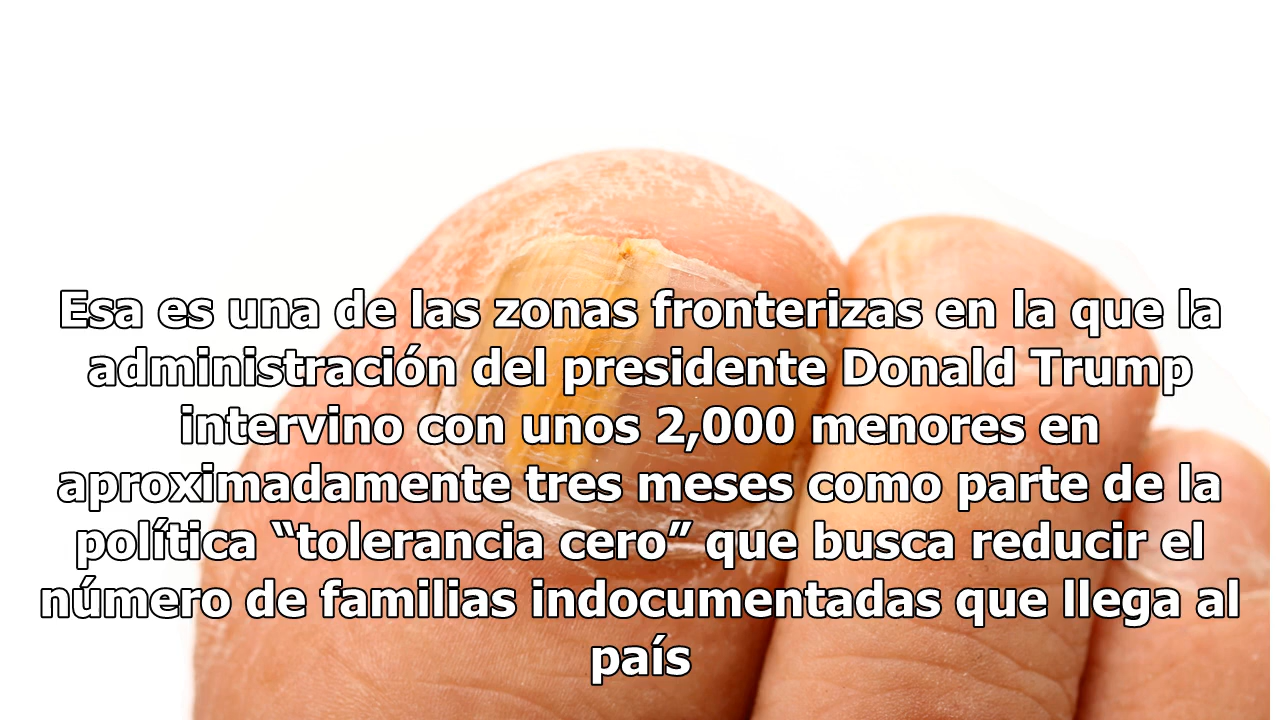 Esa es una de las zonas fronterizas en la que la
administración del presidente Donald Trump
intervino con unos 2,000 menores en
aproximadamente tres meses como parte de la
política “tolerancia cero” que busca reducir el
número de familias indocumentadas que llega al
país